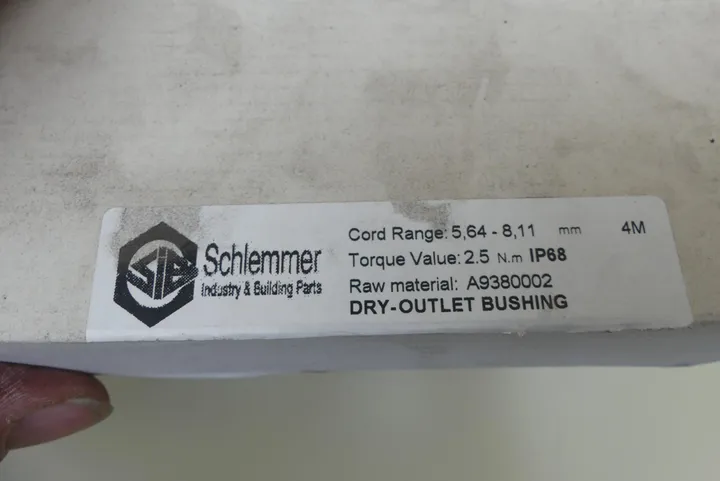 SIB
Schlemmer
Industry & Building Parts
Cord Range: 5,64 - 8,11 mm 4M
Torque Value: 2.5 N.m IP68
Raw material: A9380002
DRY-OUTLET BUSHING